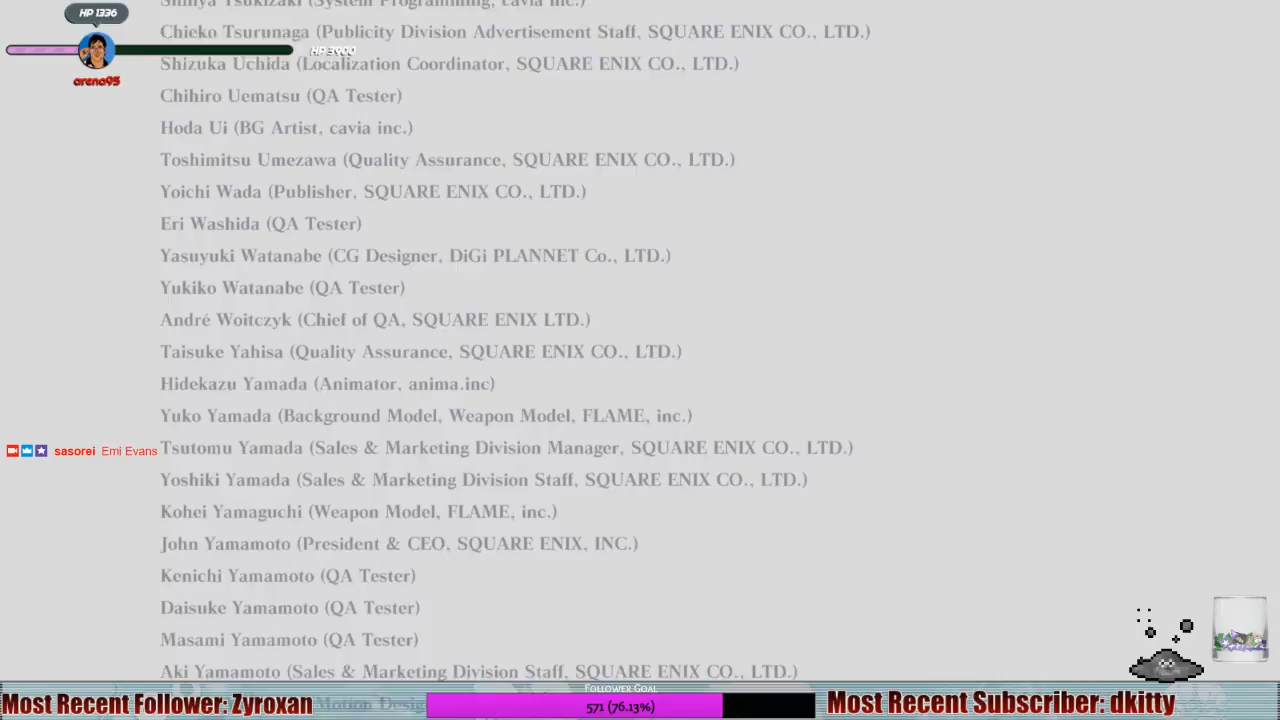 Shinya Tsukizaki (System Programming, cavia inc.)
HP 1336
Chieko Tsurunaga (Publicity Division Advertisement Staff, SQUARE ENIX CO., LTD.)
HP 3900
Shizuka Uchida (Localization Coordinator, SQUARE ENIX CO., LTD.)
arena95
Chihiro Uematsu (QA Tester)
Hoda Ui (BG Artist, cavia inc.)
Toshimitsu Umezawa (Quality Assurance, SQUARE ENIX CO., LTD.)
Yoichi Wada (Publisher, SQUARE ENIX CO., LTD.)
Eri Washida (QA Tester)
Yasuyuki Watanabe (CG Designer, DiGi PLANNET Co., LTD.)
Yukiko Watanabe (QA Tester)
André Woitczyk (Chief of QA, SQUARE ENIX LTD.)
Taisuke Yahisa (Quality Assurance, SQUARE ENIX CO., LTD.)
Hidekazu Yamada (Animator, anima.inc)
Yuko Yamada (Background Model, Weapon Model, FLAME, inc.)
sasorei Emi Evans
Tsutomu Yamada (Sales & Marketing Division Manager, SQUARE ENIX CO., LTD.)
Yoshiki Yamada (Sales & Marketing Division Staff, SQUARE ENIX CO., LTD.)
Kohei Yamaguchi (Weapon Model, FLAME, inc.)
John Yamamoto (President & CEO, SQUARE ENIX, INC.)
Kenichi Yamamoto (QA Tester)
Daisuke Yamamoto (QA Tester)
Masami Yamamoto (QA Tester)
Aki Yamamoto (Sales & Marketing Division Staff, SQUARE ENIX CO., LTD.)
Most Recent Follower: Zyroxan
Follower Goal
571 (76.13%)
Most Recent Subscriber: dkitty